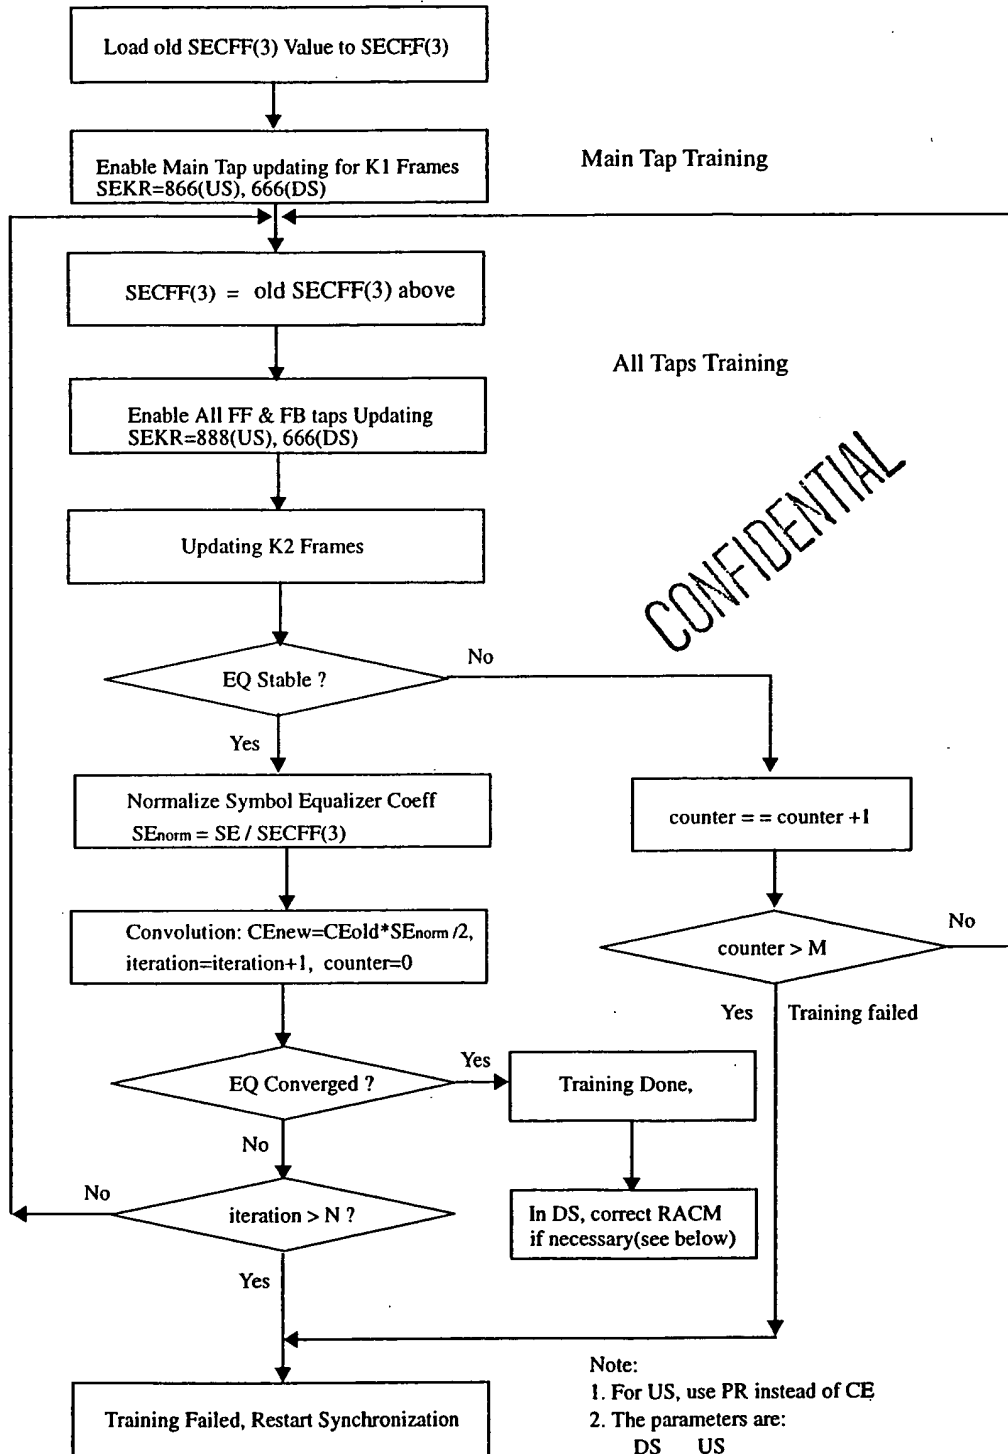 Load old SECFF(3) Value to SECFF(3)
Enable Main Tap updating for K1 Frames
SEKR=866(US), 666(DS)
Main Tap Training
SECFF(3) = old SECFF(3) above
All Taps Training
Enable All FF & FB taps Updating
SEKR=888(US), 666(DS)
CONFIDENTIAL
Updating K2 Frames
EQ Stable ?
No
Yes
Normalize Symbol Equalizer Coeff
SEnorm = SE / SECFF(3)
counter = = counter +1
Convolution: CEnew=CEold*SEnorm /2,
iteration=iteration+1, counter=0
counter > M
No
Yes
Training failed
EQ Converged ?
Yes
Training Done,
No
No
iteration > N ?
In DS, correct RACM
if necessary(see below)
Yes
Training Failed, Restart Synchronization
Note:
1. For US, use PR instead of CE
2. The parameters are:
DS US